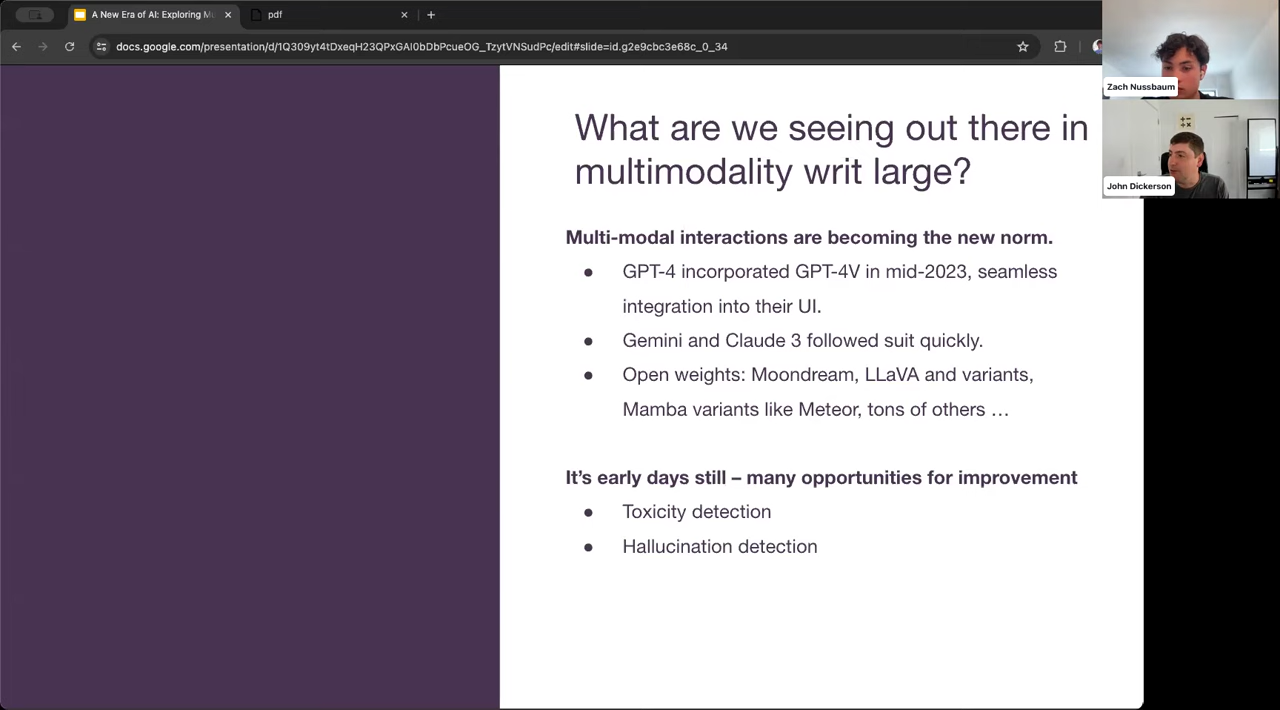 A New Era of AI: Exploring Mu
pdf
docs.google.com/presentation/d/1Q309yt4tDxeqH23QPxGAl0bDbPcueOG_TzytVNSudPc/edit#slide=id.g2e9cbc3e68c_0_34
Zach Nussbaum
John Dickerson
What are we seeing out there in
multimodality writ large?
Multi-modal interactions are becoming the new norm.
● GPT-4 incorporated GPT-4V in mid-2023, seamless
integration into their UI.
● Gemini and Claude 3 followed suit quickly.
● Open weights: Moondream, LLaVA and variants,
Mamba variants like Meteor, tons of others …
It’s early days still – many opportunities for improvement
● Toxicity detection
● Hallucination detection